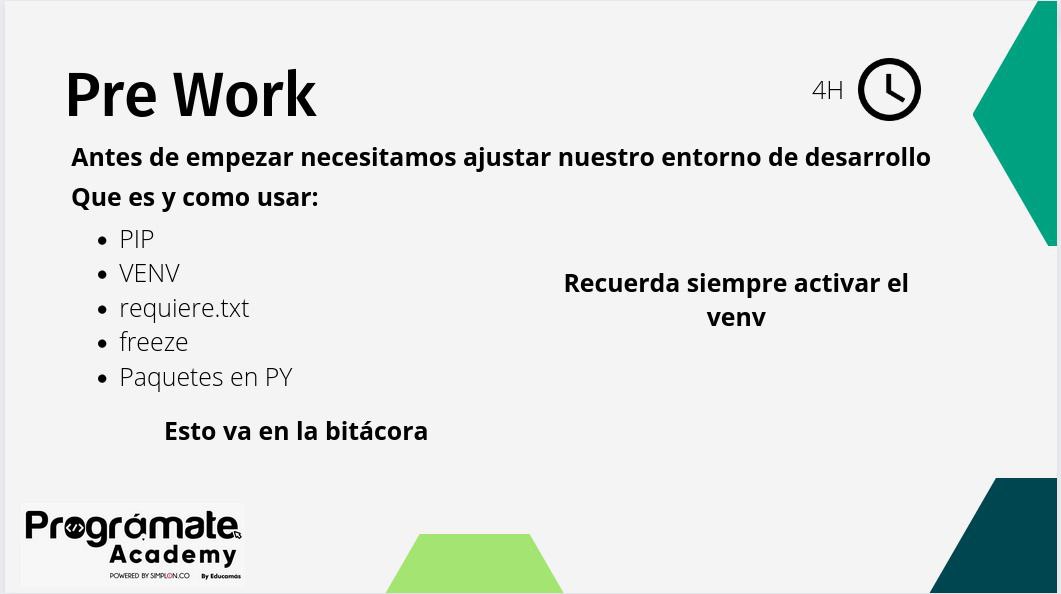 Pre Work
4H
Antes de empezar necesitamos ajustar nuestro entorno de desarrollo
Que es y como usar:
PIP
VENV
requiere.txt
freeze
Paquetes en PY
Recuerda siempre activar el
venv
Esto va en la bitácora
Prográmate
Academy
POWERED BY SIMPLON.CO By Educamás